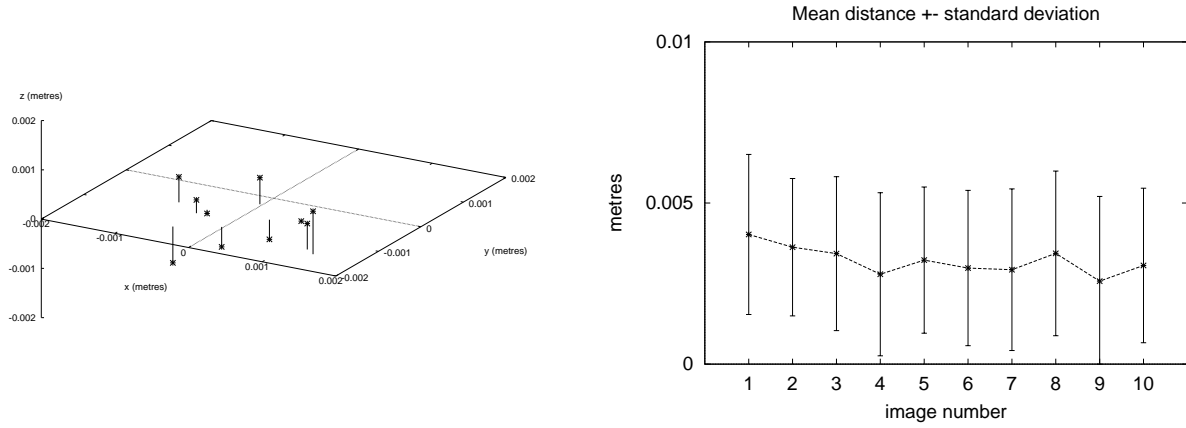 z (metres)
0.002
0.001
0
-0.001
-0.002
-0.002
-0.001
0
0.001
0.002
x (metres)
-0.002
-0.001
0
0.001
0.002
y (metres)
Mean distance +- standard deviation
0.01
0.005
0
metres
1 2 3 4 5 6 7 8 9 10
image number